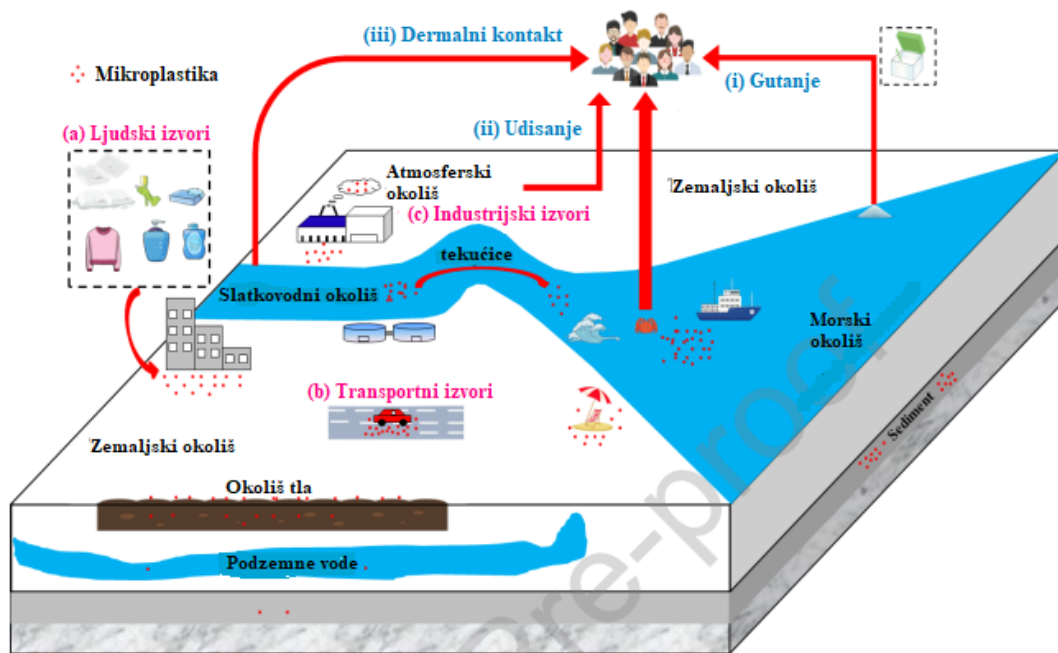 (iii) Dermalni kontakt
Mikroplastika
(i) Gutanje
(a) Ljudski izvori
(ii) Udisanje
Atmosferski
okoliš
Zemaljski okoliš
(c) Industrijski izvori
tekućice
Slatkovodni okoliš
Morski
okoliš
(b) Transportni izvori
Sediment
Zemaljski okoliš
Okoliš tla
Podzemne vode
Pre-proof